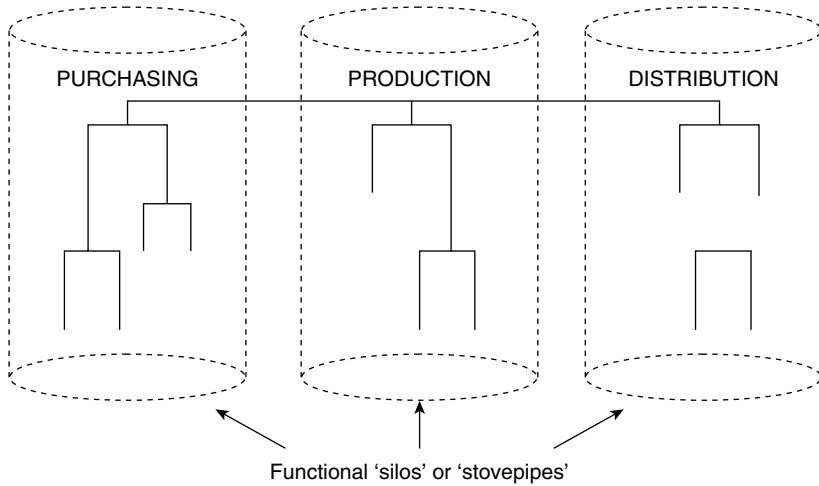 PURCHASING
PRODUCTION
DISTRIBUTION
Functional ‘silos’ or ‘stovepipes’